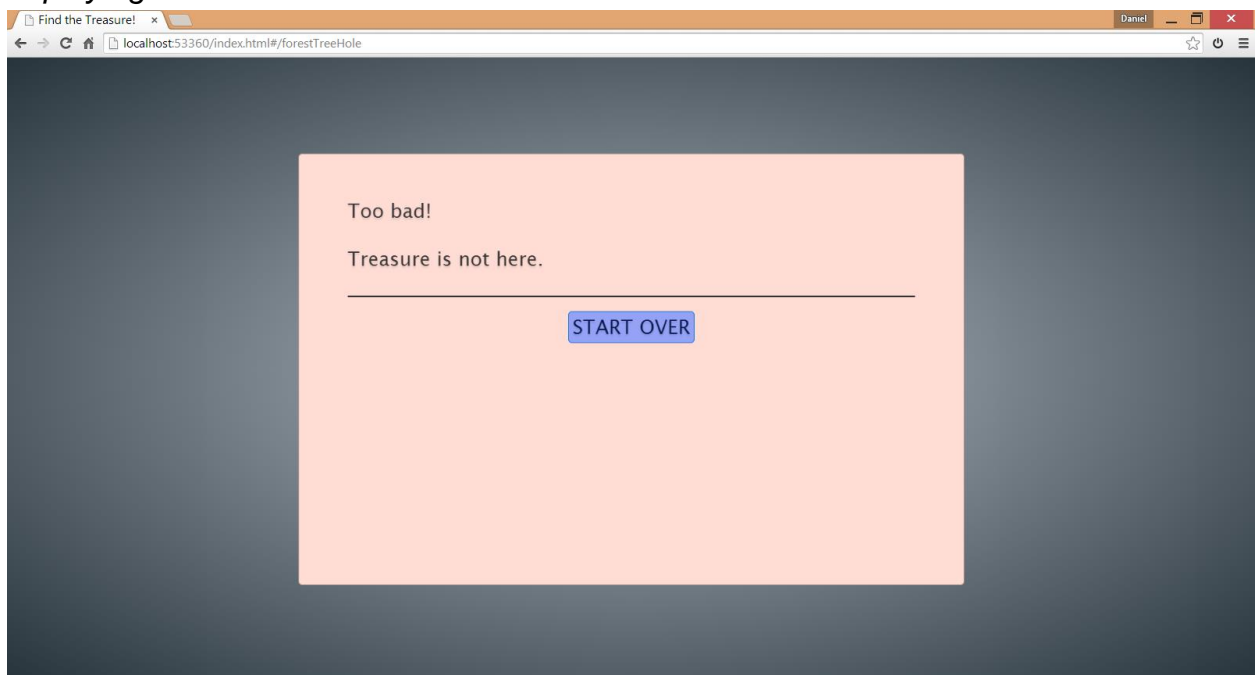 Find the Treasure!
Daniel
localhost:53360/index.html#/forestTreeHole
Too bad!
Treasure is not here.
START OVER